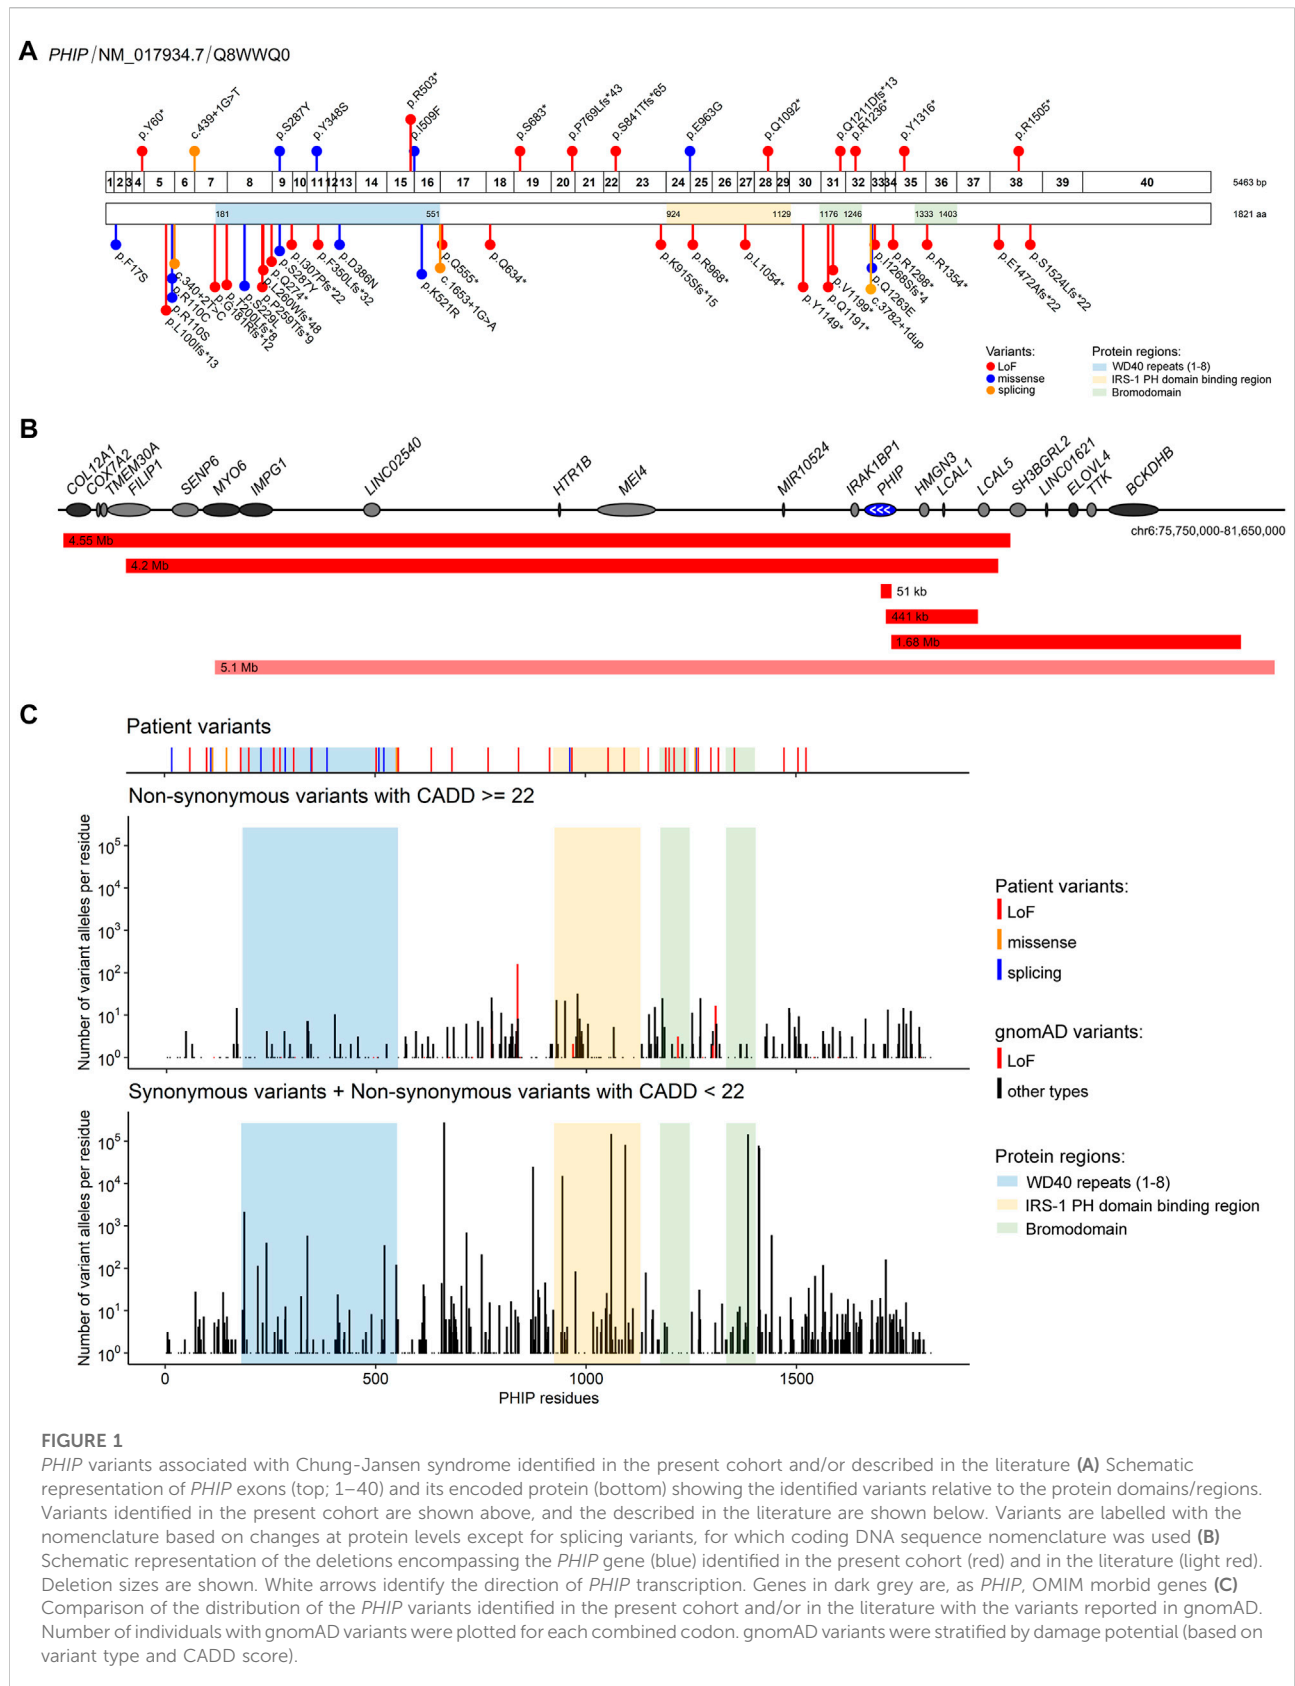 A PHIP/NM_017934.7/Q8WWQ0
p.Y60*
c.439+1G>T
p.S287Y
p.Y348S
p.R503*
p.I509F
p.S683*
p.P769Lfs*43
p.S841Tfs*65
p.E963G
p.Q1092*
p.Q1211Dfs*13
p.R1236*
p.Y1316*
p.R1505*
1 2 3 4 5 6 7 8 9 10 11 12 13 14 15 16 17 18 19 20 21 22 23 24 25 26 27 28 29 30 31 32 33 34 35 36 37 38 39 40 5463 bp
181 551 924 1129 1176 1246 1333 1403 1821 aa
p.F17S
p.L100Ifs*13
p.R110S
p.R110C
c.340+2T>C
p.G181Rfs*12
p.T200Ifs*8
p.S229L
p.P259Tfs*9
p.L260Wfs*48
p.Q274*
p.S287Y
p.I307Pfs*22
p.F350Lfs*32
p.D386N
p.K521R
c.1653+1G>A
p.Q555*
p.Q634*
p.K915Sfs*15
p.R968*
p.L1054*
p.Y1149*
p.Q1191*
p.V1199*
c.3782+1dup
p.Q1263E
p.I1268Sfs*4
p.R1298*
p.R1354*
p.E1472Afs*22
p.S1524Lfs*22
Variants:
LoF
missense
splicing
Protein regions:
WD40 repeats (1-8)
IRS-1 PH domain binding region
Bromodomain
B
COL12A1
COX7A2
TMEM30A
FILIP1
SENP6
MYO6
IMPG1
LINC02540
HTR1B
MEI4
MIR10524
IRAK1BP1
PHIP
HMGN3
LCAL1
LCAL5
SH3BGRL2
LINC01621
ELOVL4
TTK
BCKDHB
<<<
chr6:75,750,000-81,650,000
4.55 Mb
4.2 Mb
51 kb
441 kb
1.68 Mb
5.1 Mb
C
Patient variants
Non-synonymous variants with CADD >= 22
Number of variant alleles per residue
10⁵
10⁴
10³
10²
10¹
10⁰
Synonymous variants + Non-synonymous variants with CADD < 22
Number of variant alleles per residue
10⁵
10⁴
10³
10²
10¹
10⁰
0 500 1000 1500
PHIP residues
Patient variants:
LoF
missense
splicing
gnomAD variants:
LoF
other types
Protein regions:
WD40 repeats (1-8)
IRS-1 PH domain binding region
Bromodomain
FIGURE 1
PHIP variants associated with Chung-Jansen syndrome identified in the present cohort and/or described in the literature (A) Schematic
representation of PHIP exons (top; 1–40) and its encoded protein (bottom) showing the identified variants relative to the protein domains/regions.
Variants identified in the present cohort are shown above, and the described in the literature are shown below. Variants are labelled with the
nomenclature based on changes at protein levels except for splicing variants, for which coding DNA sequence nomenclature was used (B)
Schematic representation of the deletions encompassing the PHIP gene (blue) identified in the present cohort (red) and in the literature (light red).
Deletion sizes are shown. White arrows identify the direction of PHIP transcription. Genes in dark grey are, as PHIP, OMIM morbid genes (C)
Comparison of the distribution of the PHIP variants identified in the present cohort and/or in the literature with the variants reported in gnomAD.
Number of individuals with gnomAD variants were plotted for each combined codon. gnomAD variants were stratified by damage potential (based on
variant type and CADD score).